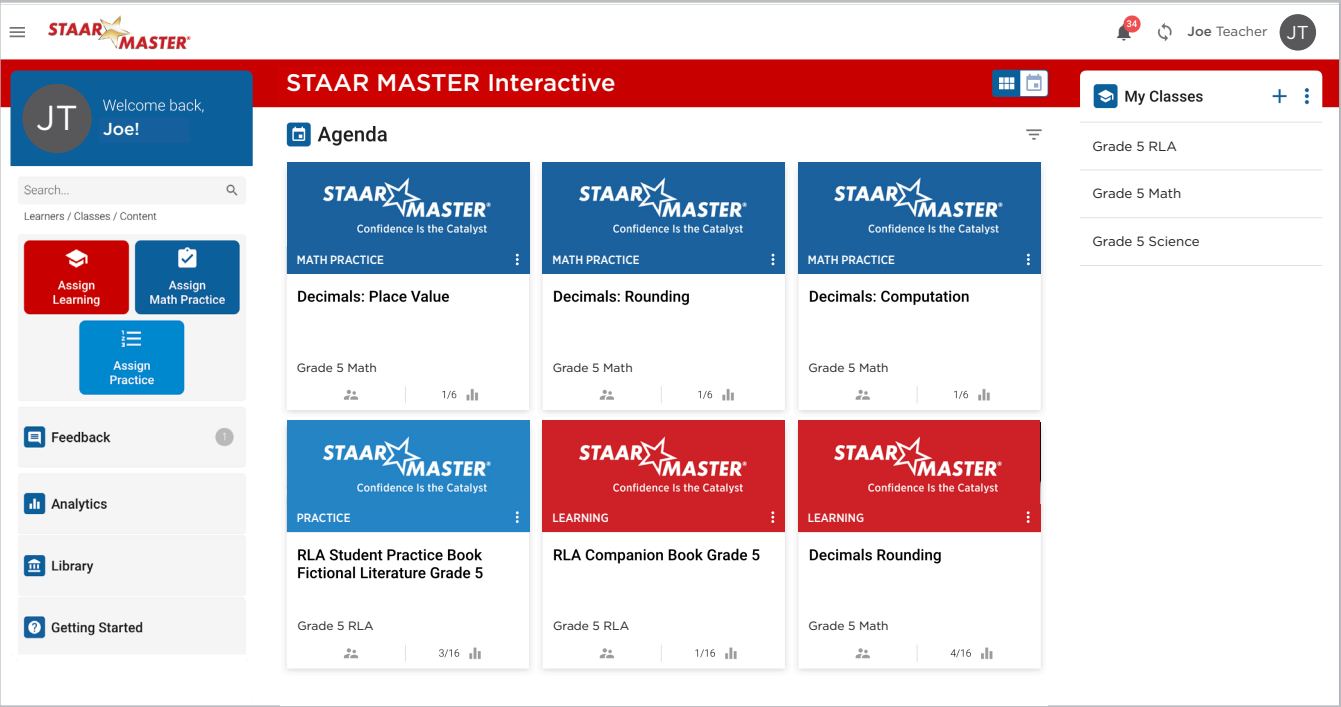 STAAR
MASTER®
34
Joe Teacher
JT
JT
Welcome back,
Joe!
Search...
Learners / Classes / Content
Assign
Learning
Assign
Math Practice
Assign
Practice
Feedback
1
Analytics
Library
Getting Started
STAAR MASTER Interactive
Agenda
STAAR
MASTER®
Confidence Is the Catalyst
MATH PRACTICE
Decimals: Place Value
Grade 5 Math
1/6
STAAR
MASTER®
Confidence Is the Catalyst
MATH PRACTICE
Decimals: Rounding
Grade 5 Math
1/6
STAAR
MASTER®
Confidence Is the Catalyst
MATH PRACTICE
Decimals: Computation
Grade 5 Math
1/6
STAAR
MASTER®
Confidence Is the Catalyst
PRACTICE
RLA Student Practice Book
Fictional Literature Grade 5
Grade 5 RLA
3/16
STAAR
MASTER®
Confidence Is the Catalyst
LEARNING
RLA Companion Book Grade 5
Grade 5 RLA
1/16
STAAR
MASTER®
Confidence Is the Catalyst
LEARNING
Decimals Rounding
Grade 5 Math
4/16
My Classes
Grade 5 RLA
Grade 5 Math
Grade 5 Science